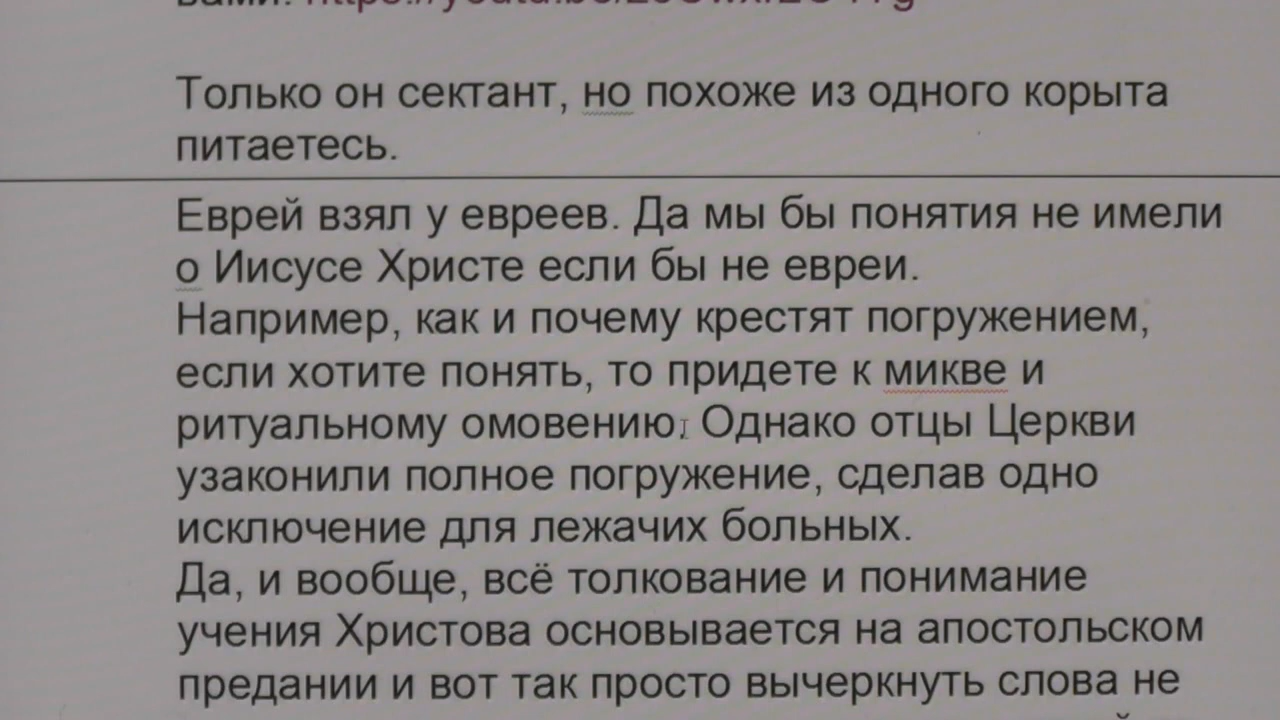 вами.
Только он сектант, но похоже из одного корыта
питаетесь.
Еврей взял у евреев. Да мы бы понятия не имели
о Иисусе Христе если бы не евреи.
Например, как и почему крестят погружением,
если хотите понять, то придете к микве и
ритуальному омовению. Однако отцы Церкви
узаконили полное погружение, сделав одно
исключение для лежачих больных.
Да, и вообще, всё толкование и понимание
учения Христова основывается на апостольском
предании и вот так просто вычеркнуть слова не